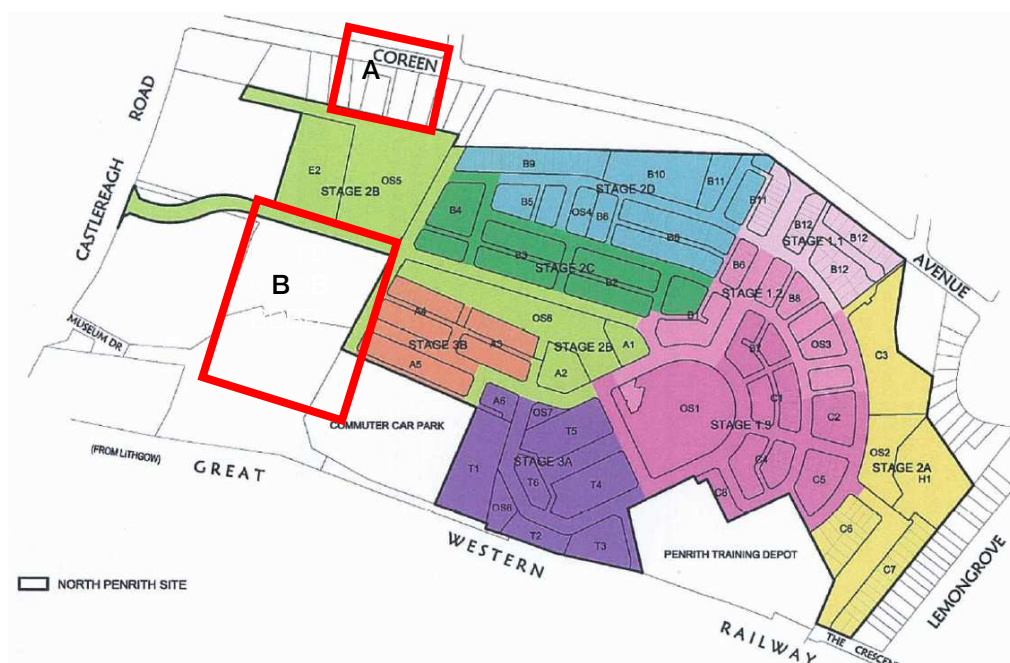 COREEN
A
CASTLEREAGH ROAD
E2
OS5
STAGE 2B
B9
B10
B11
B11
STAGE 2D
B5
OS4
B6
B8
B4
B3
STAGE 2C
B2
B1
B12
B12
STAGE 1.1
B12
AVENUE
B6
STAGE 1.2
B8
OS3
C3
B
MUSEUM DR
A4
STAGE 3B
A3
A5
OS6
STAGE 2B
A1
A2
OS1
STAGE 1.3
C1
C2
C4
C5
OS2
STAGE 2A
H1
C6
C7
A6
OS7
T5
STAGE 3A
T1
T6
T4
T2
T3
COMMUTER CAR PARK
(FROM LITHGOW)
GREAT
WESTERN
RAILWAY
PENRITH TRAINING DEPOT
LEMONGROVE
THE CRESCEN
NORTH PENRITH SITE